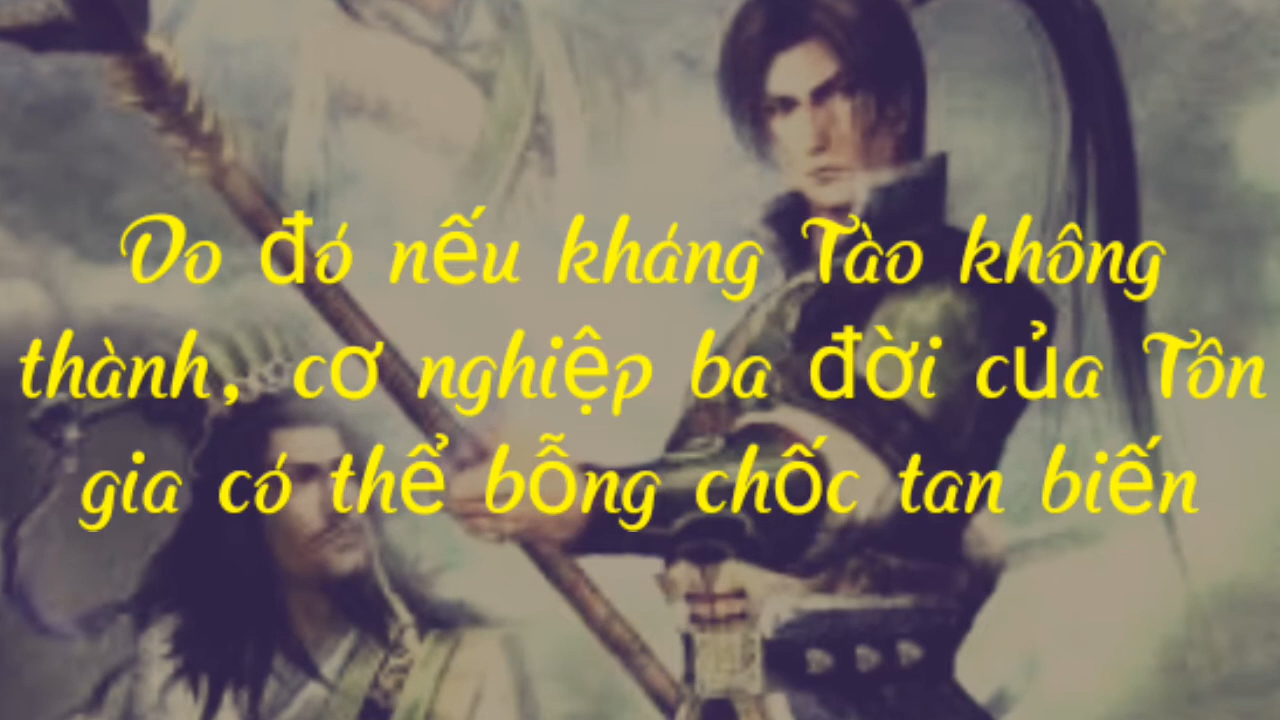 Do đó nếu kháng Tào không
thành, cơ nghiệp ba đời của Tôn
gia có thể bỗng chốc tan biến